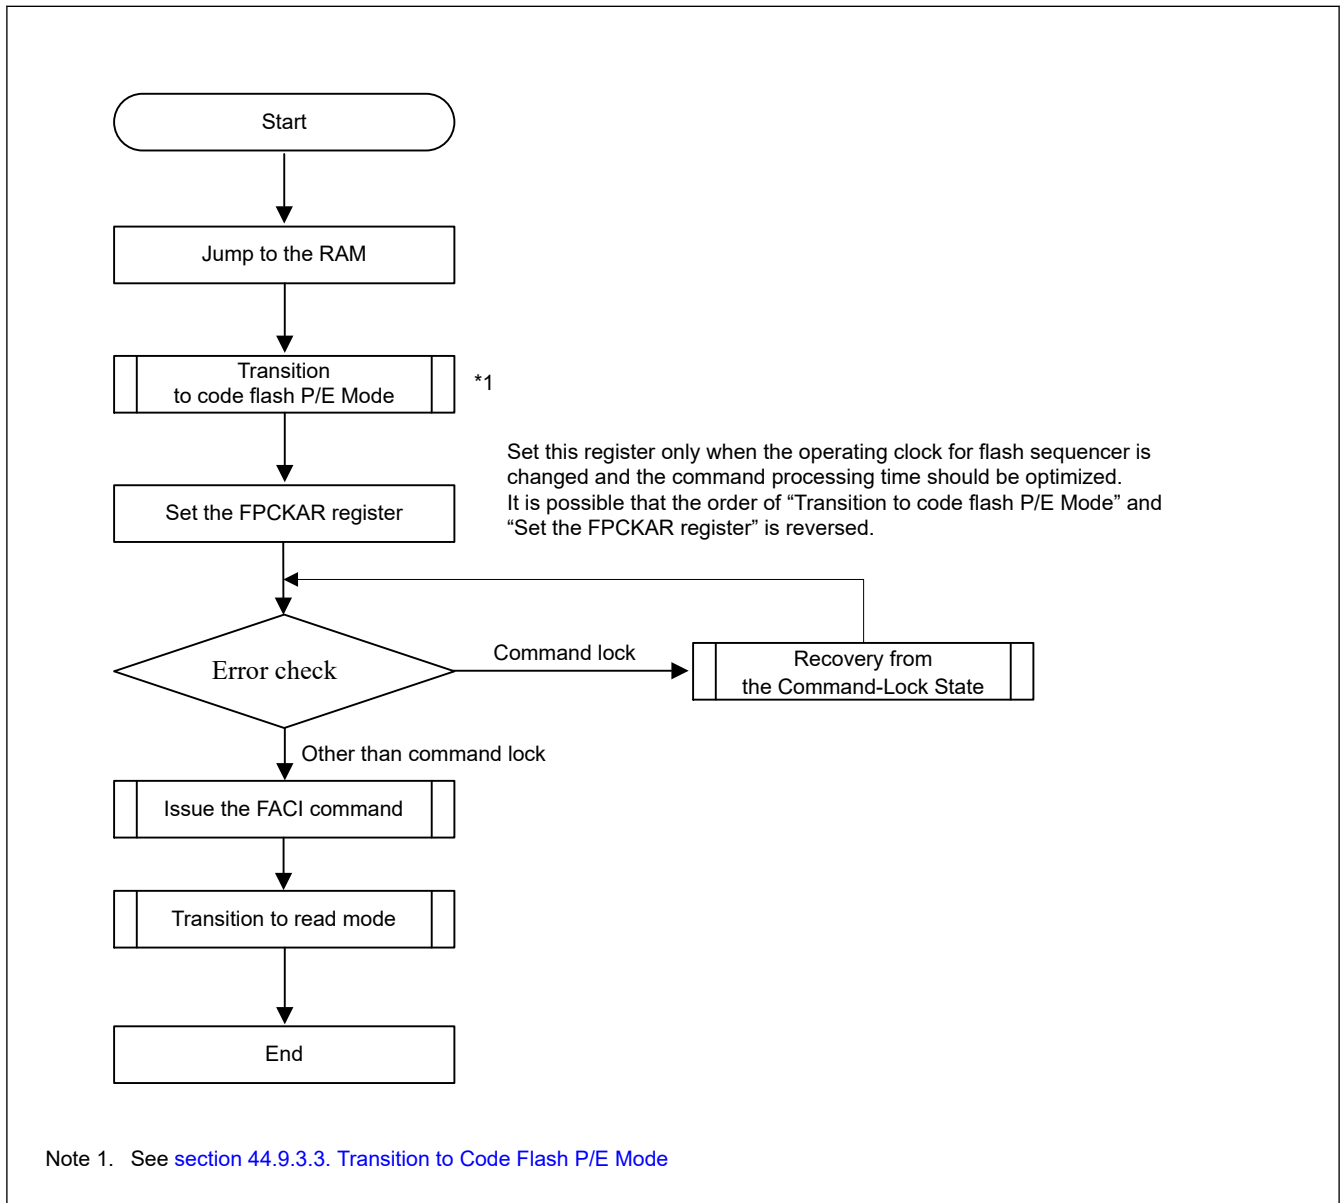 Start
Jump to the RAM
Transition
to code flash P/E Mode
*1
Set this register only when the operating clock for flash sequencer is
changed and the command processing time should be optimized.
It is possible that the order of “Transition to code flash P/E Mode” and
“Set the FPCKAR register” is reversed.
Set the FPCKAR register
Error check
Command lock
Recovery from
the Command-Lock State
Other than command lock
Issue the FACI command
Transition to read mode
End
Note 1. See section 44.9.3.3. Transition to Code Flash P/E Mode